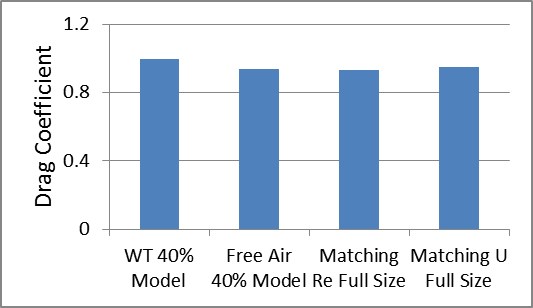 1.2
0.8
0.4
0
Drag Coefficient
WT 40% Model
Free Air 40% Model
Matching Re Full Size
Matching U Full Size